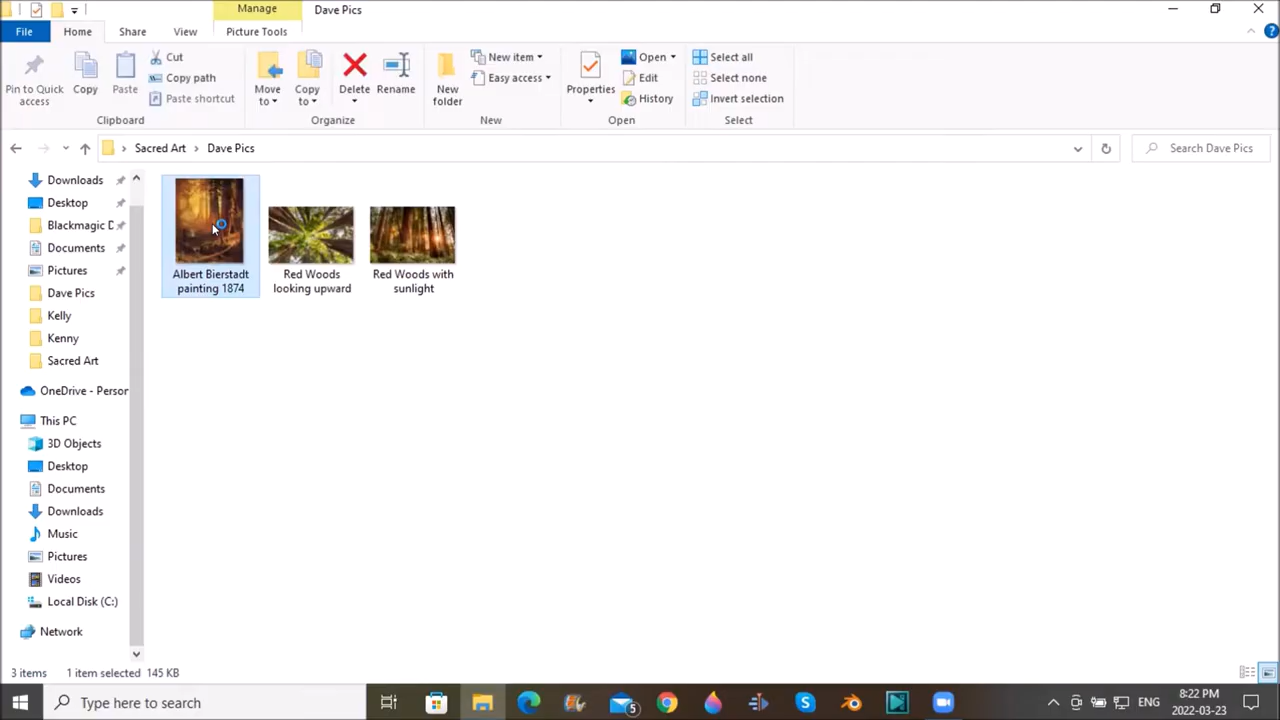 Manage
Dave Pics
File
Home
Share
View
Picture Tools
Pin to Quick access
Copy
Paste
Cut
Copy path
Paste shortcut
Clipboard
Move to
Copy to
Delete
Rename
Organize
New folder
New item
Easy access
New
Properties
Open
Edit
History
Open
Select all
Select none
Invert selection
Select
Sacred Art > Dave Pics
Search Dave Pics
Downloads
Desktop
Blackmagic D
Documents
Pictures
Dave Pics
Kelly
Kenny
Sacred Art
OneDrive - Person
This PC
3D Objects
Desktop
Documents
Downloads
Music
Pictures
Videos
Local Disk (C:)
Network
Albert Bierstadt
painting 1874
Red Woods
looking upward
Red Woods with
sunlight
3 items
1 item selected 145 KB
Type here to search
5
ENG
8:22 PM
2022-03-23